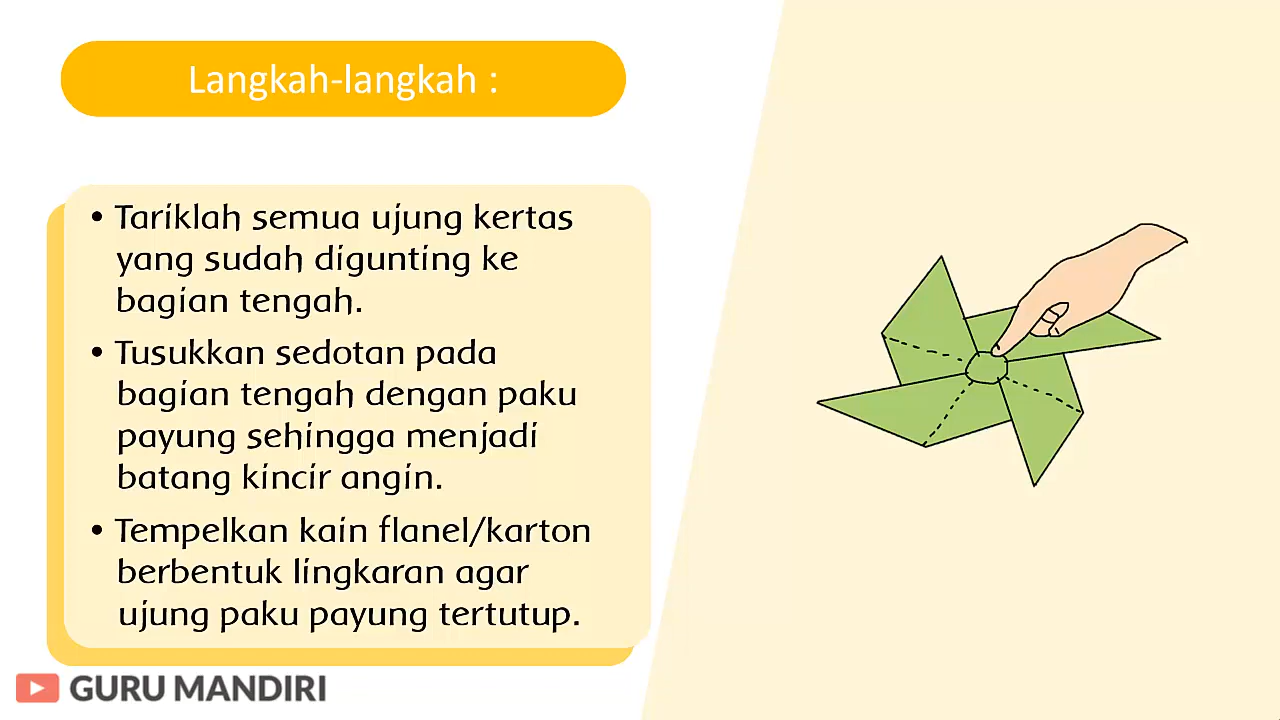 Langkah-langkah :
• Tariklah semua ujung kertas
yang sudah digunting ke
bagian tengah.
• Tusukkan sedotan pada
bagian tengah dengan paku
payung sehingga menjadi
batang kincir angin.
• Tempelkan kain flanel/karton
berbentuk lingkaran agar
ujung paku payung tertutup.
GURU MANDIRI